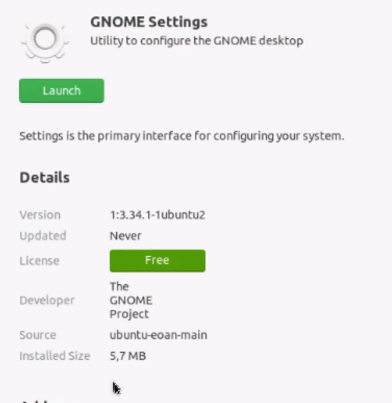 GNOME Settings
Utility to configure the GNOME desktop
Launch
Settings is the primary interface for configuring your system.
Details
Version 1:3.34.1-1ubuntu2
Updated Never
License Free
Developer The
GNOME
Project
Source ubuntu-eoan-main
Installed Size 5,7 MB